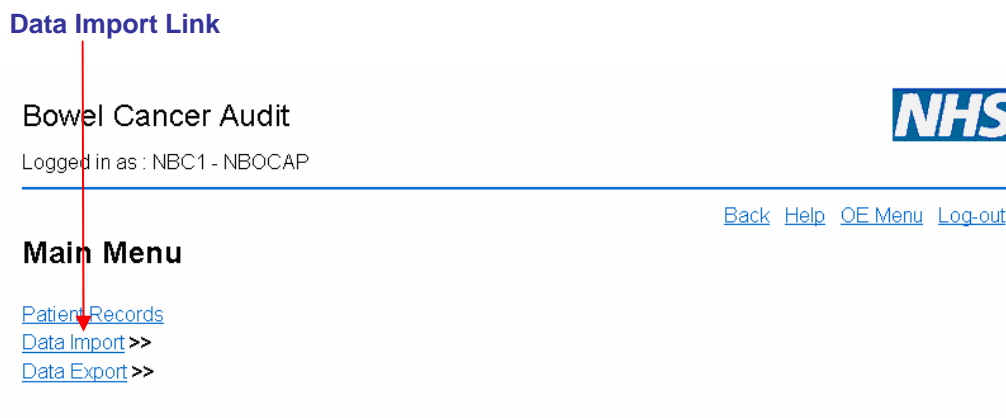 Data Import Link
Bowel Cancer Audit
NHS
Logged in as : NBC1 - NBOCAP
Back Help OE Menu Log-out
Main Menu
Patient Records
Data Import >>
Data Export >>